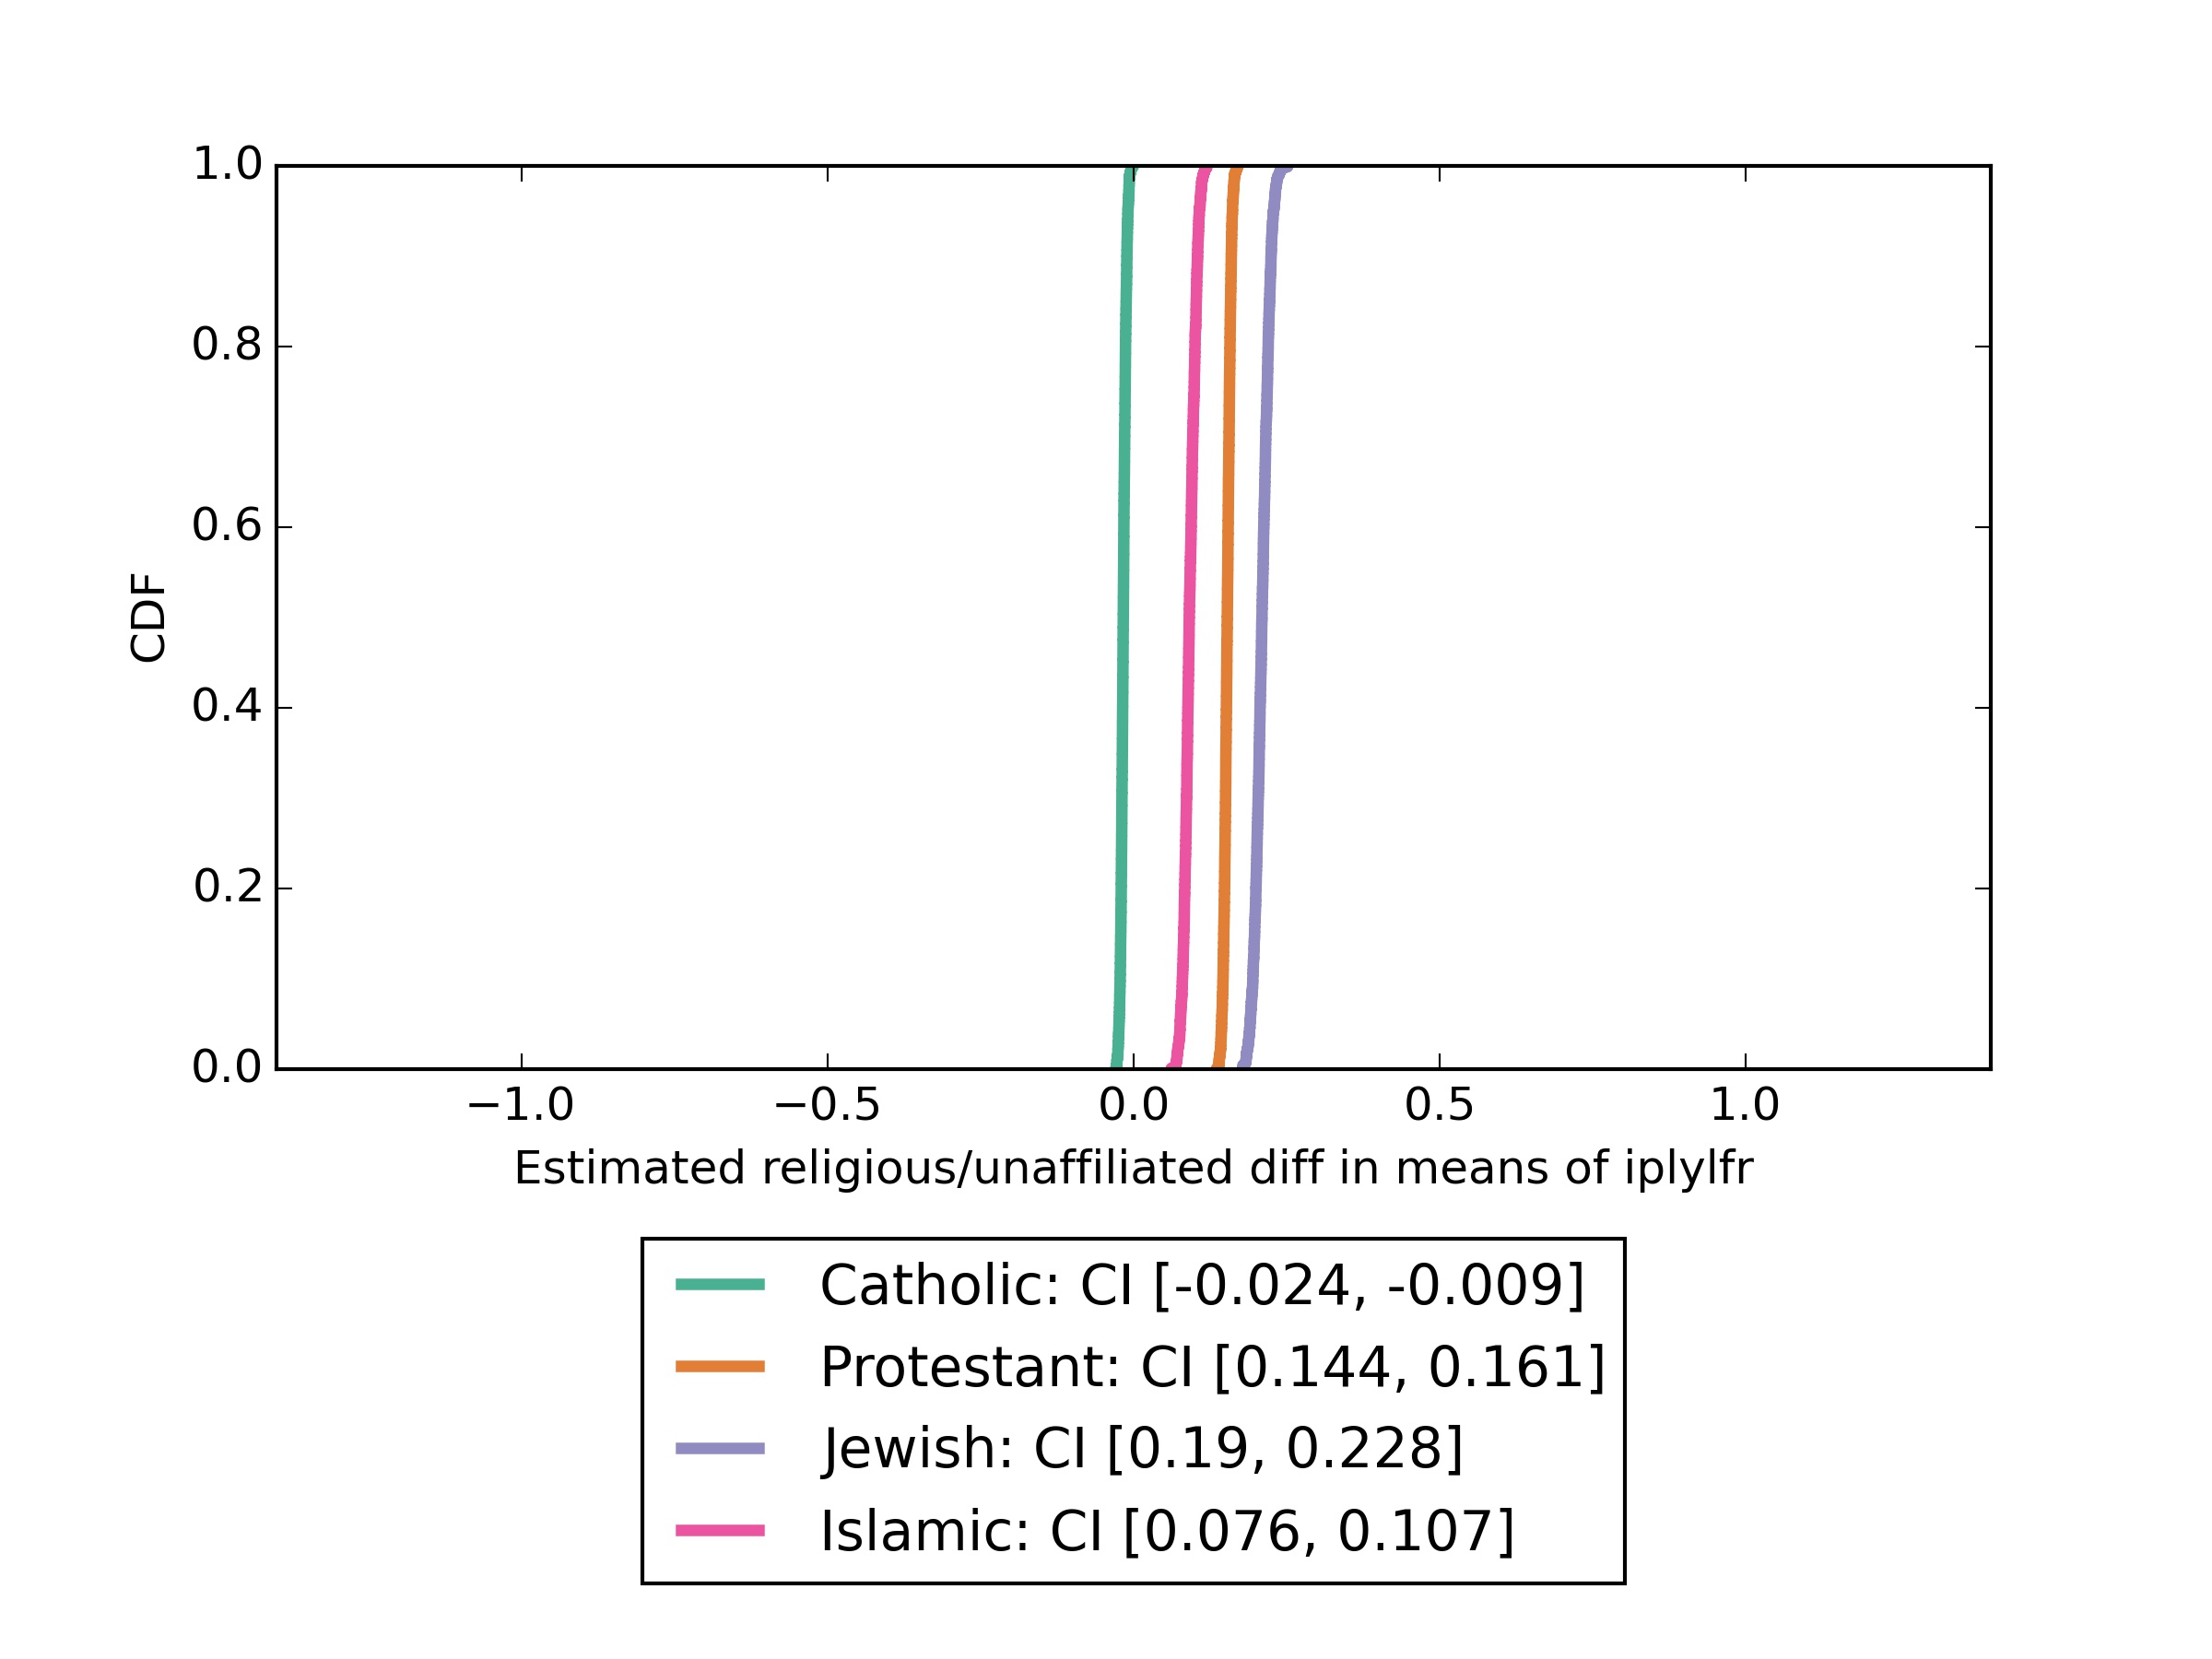 1.0
0.8
0.6
0.4
0.2
0.0
CDF
−1.0 −0.5 0.0 0.5 1.0
Estimated religious/unaffiliated diff in means of iplylfr
Catholic: CI [-0.024, -0.009]
Protestant: CI [0.144, 0.161]
Jewish: CI [0.19, 0.228]
Islamic: CI [0.076, 0.107]